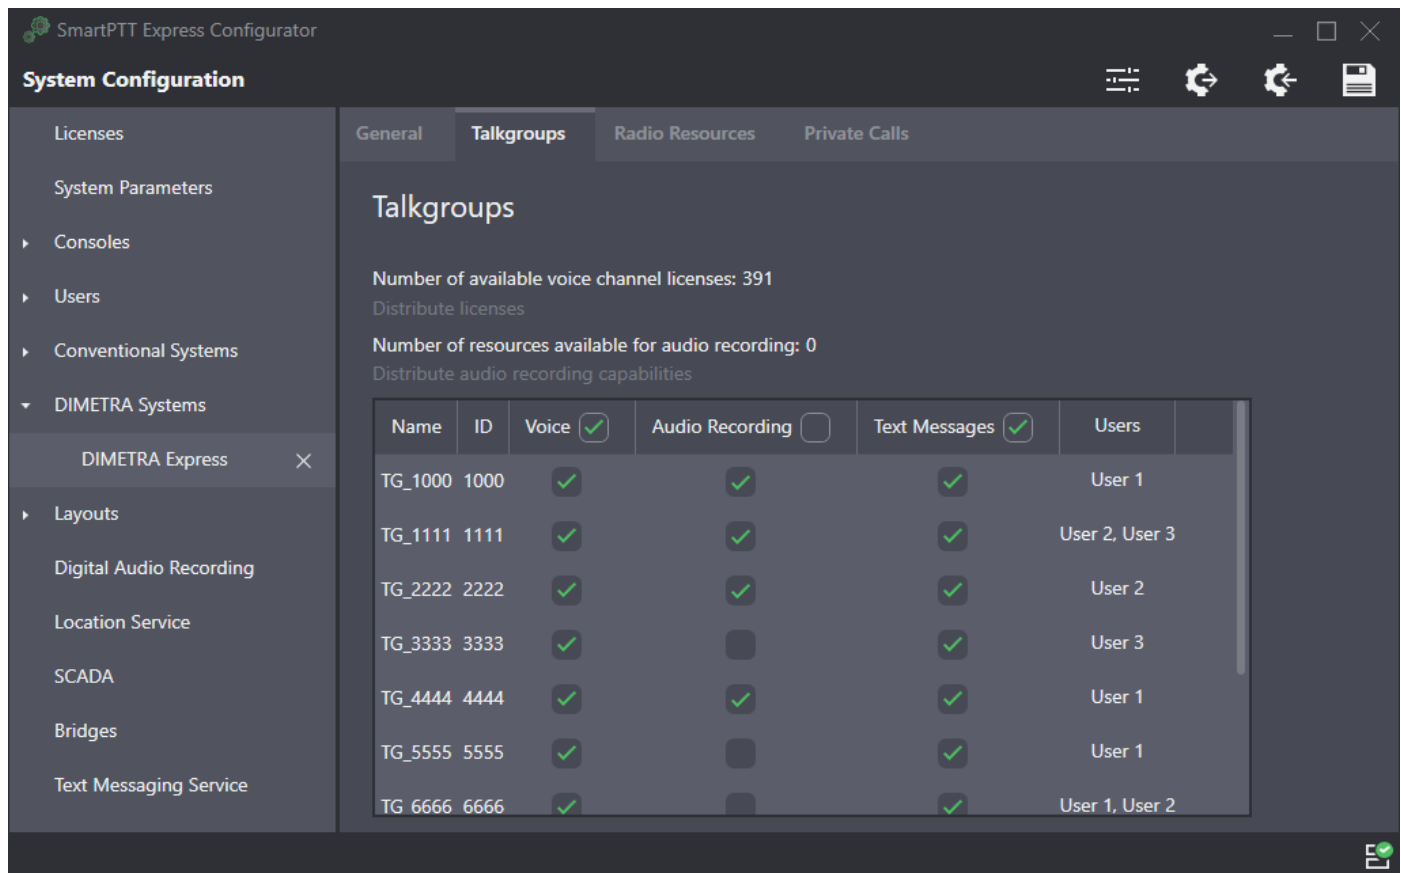 SmartPTT Express Configurator
System Configuration
Licenses
System Parameters
Consoles
Users
Conventional Systems
DIMETRA Systems
DIMETRA Express
Layouts
Digital Audio Recording
Location Service
SCADA
Bridges
Text Messaging Service
General Talkgroups Radio Resources Private Calls
Talkgroups
Number of available voice channel licenses: 391
Distribute licenses
Number of resources available for audio recording: 0
Distribute audio recording capabilities
Name ID Voice Audio Recording Text Messages Users
TG_1000 1000 User 1
TG_1111 1111 User 2, User 3
TG_2222 2222 User 2
TG_3333 3333 User 3
TG_4444 4444 User 1
TG_5555 5555 User 1
TG_6666 6666 User 1, User 2